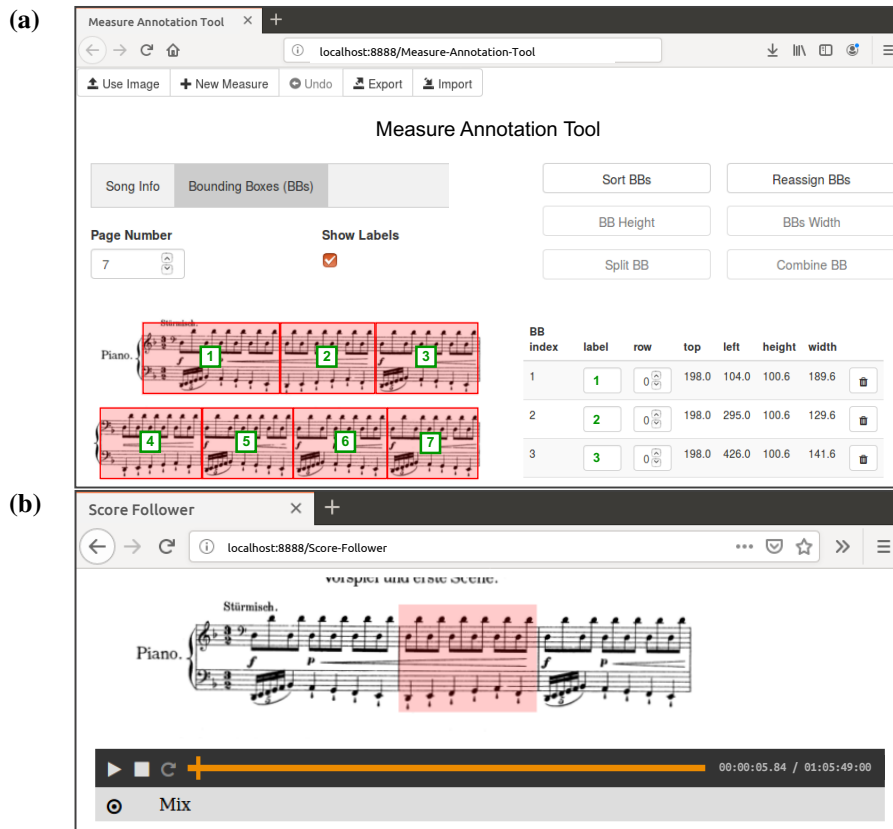 (a)
Measure Annotation Tool × +
localhost:8888/Measure-Annotation-Tool
Use Image + New Measure Undo Export Import
Measure Annotation Tool
Song Info Bounding Boxes (BBs)
Sort BBs Reassign BBs
Page Number Show Labels
BB Height BBs Width
7
Split BB Combine BB
Stürmisch.
Piano.
f
1 2 3
4 5 6 7
BB
index label row top left height width
1 1 0 198.0 104.0 100.6 189.6
2 2 0 198.0 295.0 100.6 129.6
3 3 0 198.0 426.0 100.6 141.6
(b)
Score Follower × +
localhost:8888/Score-Follower
Vorspiel und erste Scene.
Stürmisch.
Piano.
f p f p
00:00:05.84 / 01:05:49:00
Mix